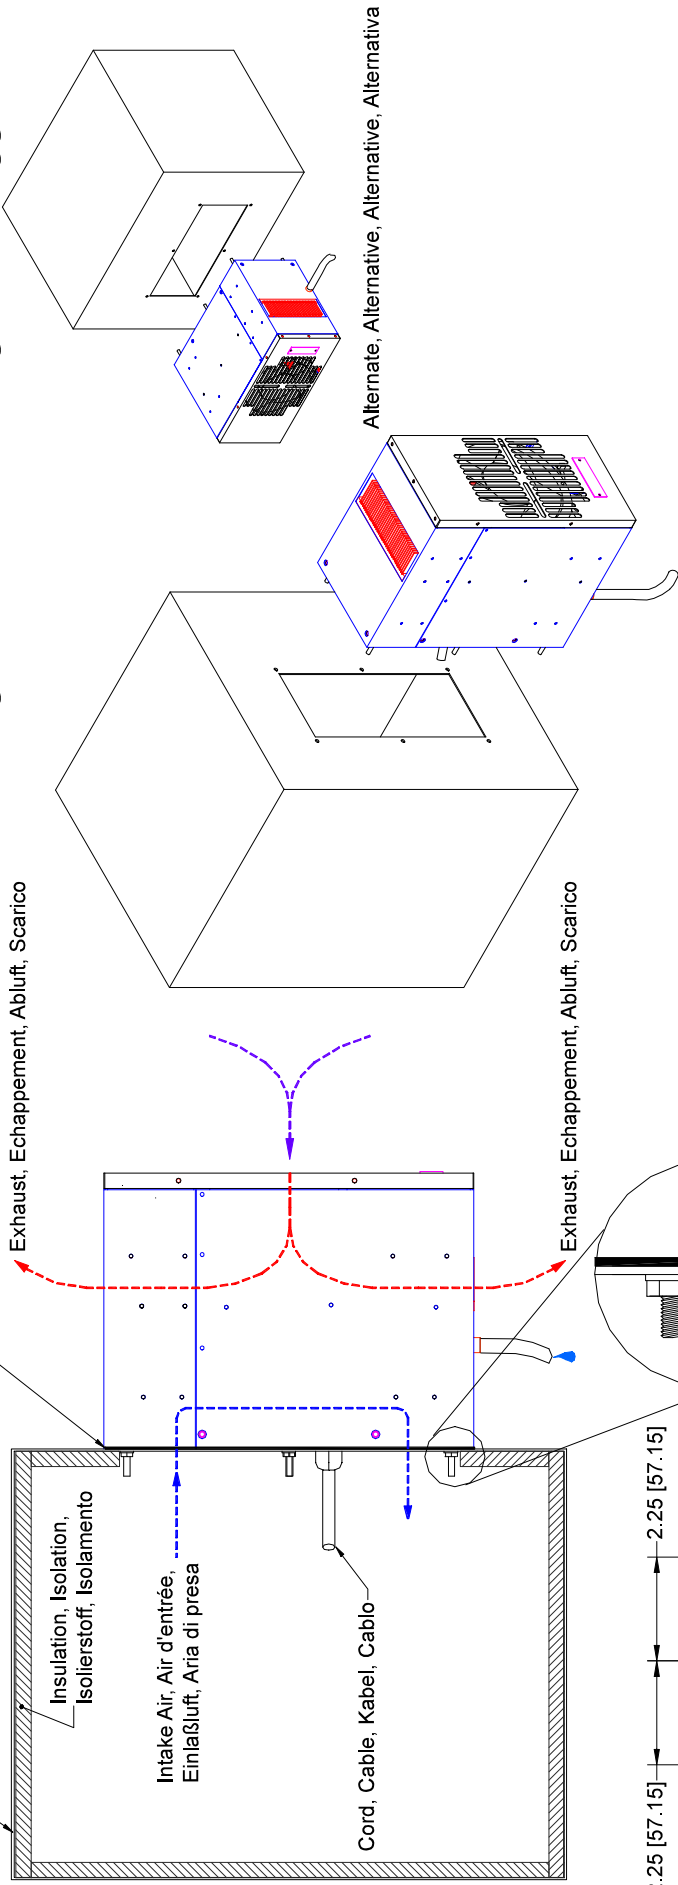 Alternate, Alternative, Alternative, Alternativa
Exhaust, Echappement, Abluft, Scarico
Exhaust, Echappement, Abluft, Scarico
Insulation, Isolation,
Isolierstoff, Isolamento
Intake Air, Air d'entrée,
Einlaßluft, Aria di presa
Cord, Cable, Kabel, Cablo
2.25 [57.15]
.25 [57.15]